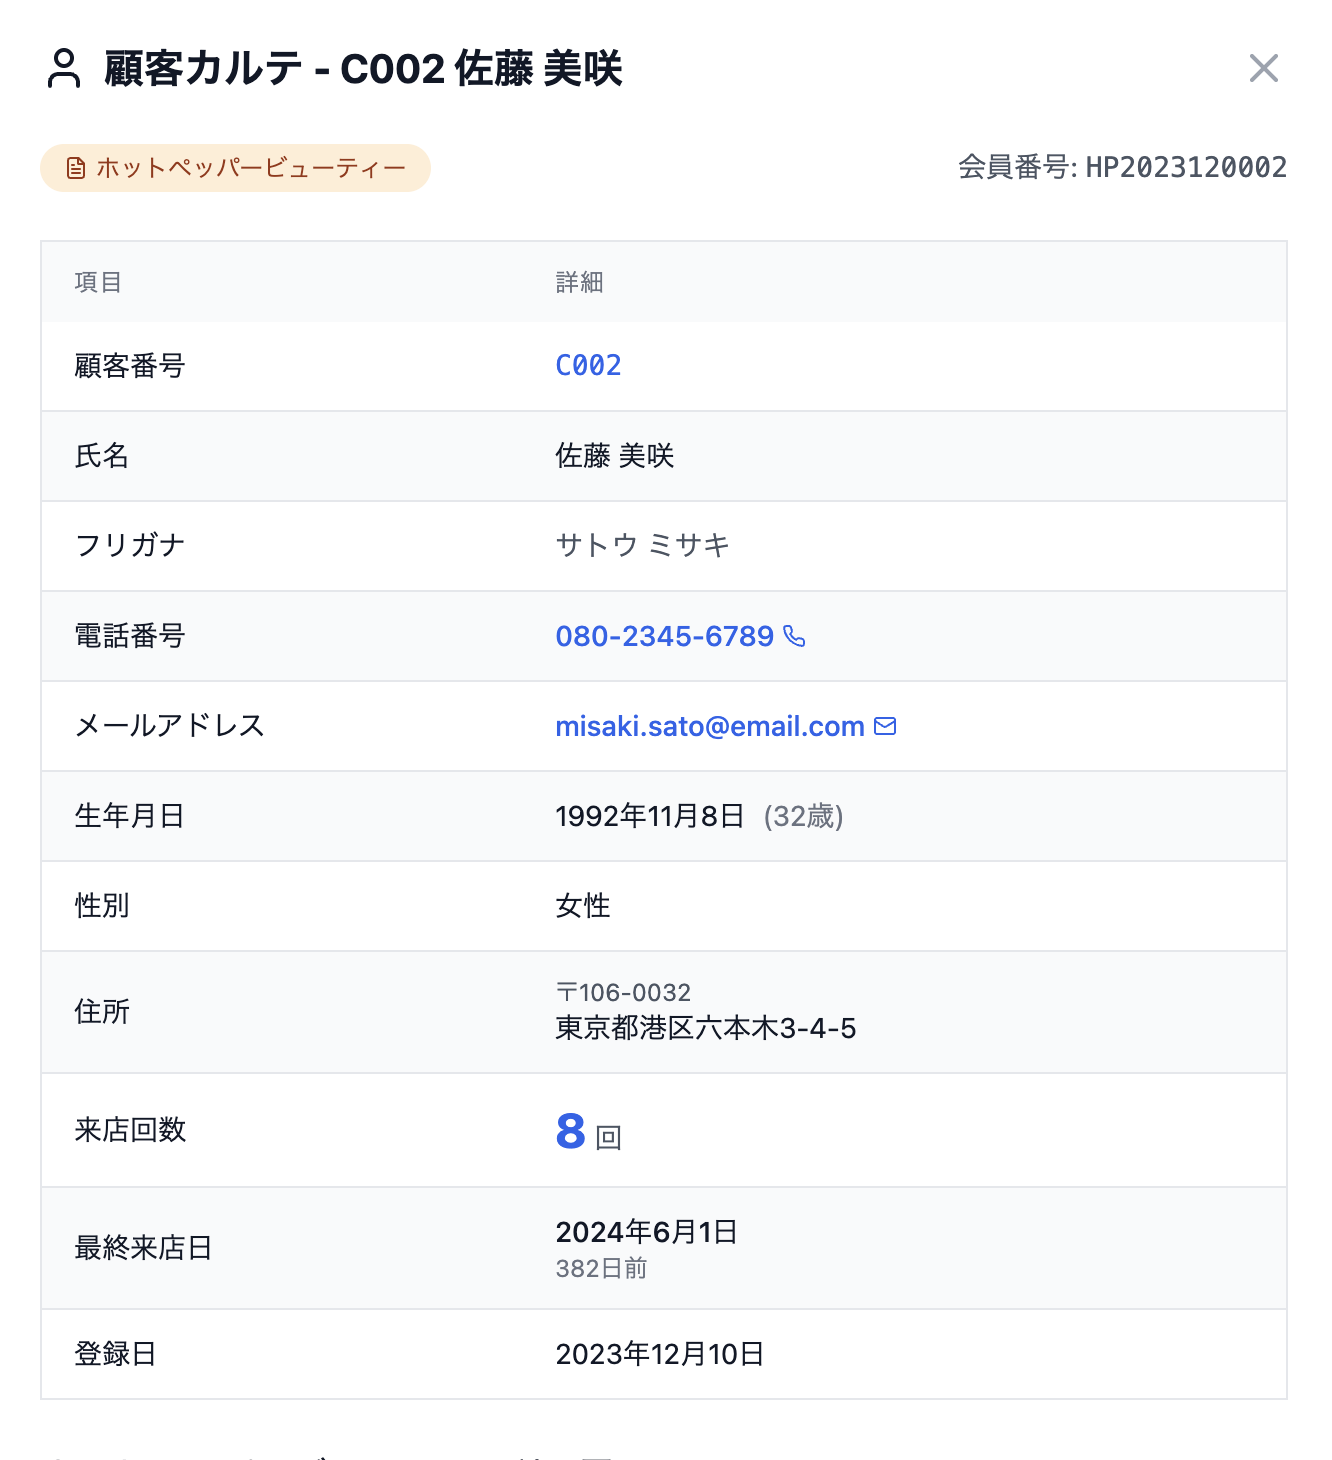 顧客カルテ - C002 佐藤 美咲
ホットペッパービューティー
会員番号: HP2023120002
項目 詳細
顧客番号 C002
氏名 佐藤 美咲
フリガナ サトウ ミサキ
電話番号 080-2345-6789
メールアドレス misaki.sato@email.com
生年月日 1992年11月8日 (32歳)
性別 女性
住所 〒106-0032
東京都港区六本木3-4-5
来店回数 8 回
最終来店日 2024年6月1日
382日前
登録日 2023年12月10日